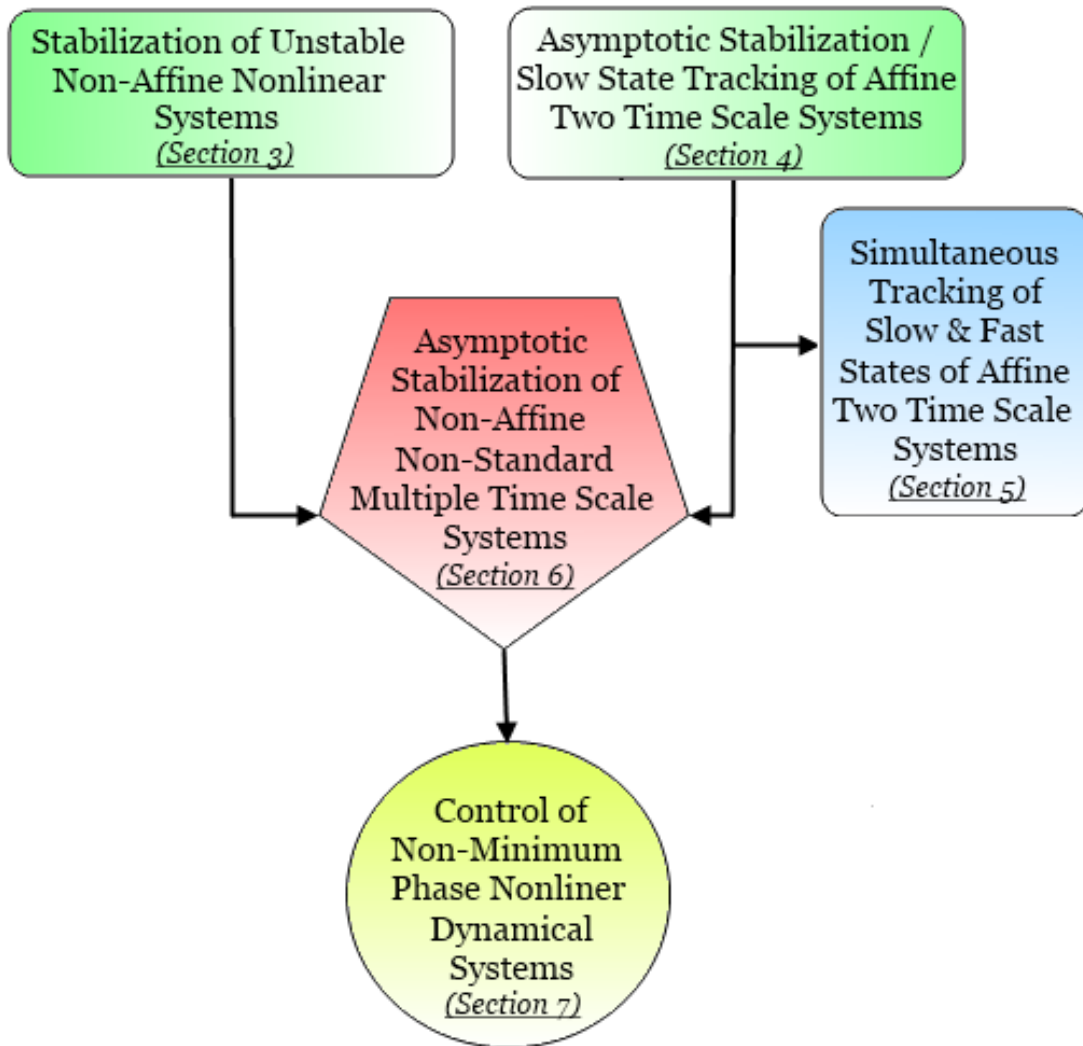 Stabilization of Unstable
Non-Affine Nonlinear
Systems
(Section 3)
Asymptotic Stabilization /
Slow State Tracking of Affine
Two Time Scale Systems
(Section 4)
Simultaneous
Tracking of
Slow & Fast
States of Affine
Two Time Scale
Systems
(Section 5)
Asymptotic
Stabilization of
Non-Affine
Non-Standard
Multiple Time Scale
Systems
(Section 6)
Control of
Non-Minimum
Phase Nonliner
Dynamical
Systems
(Section 7)